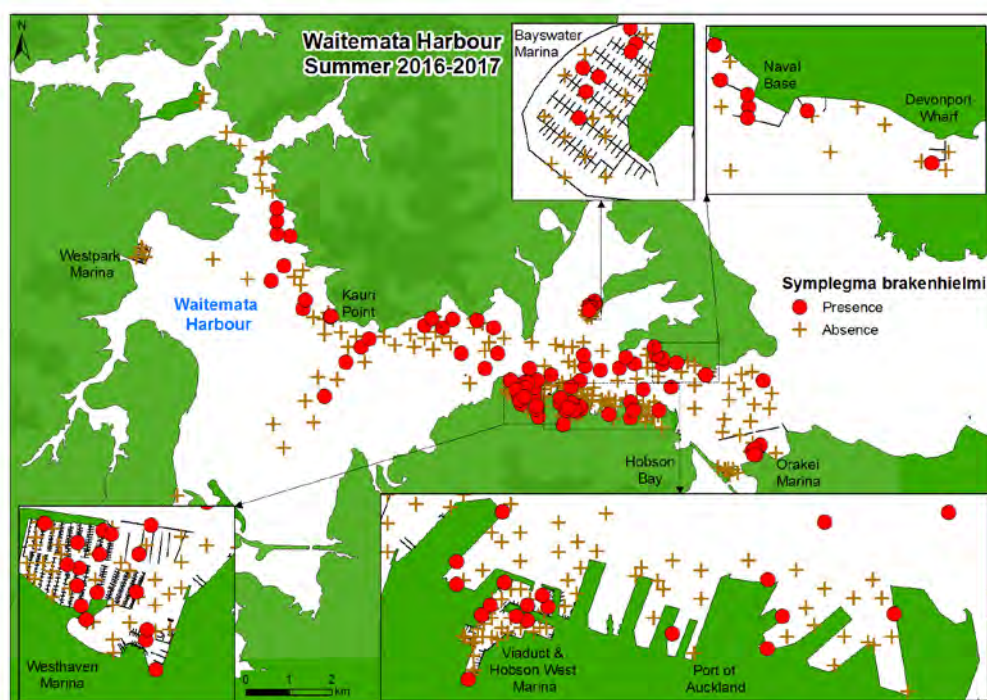 N
Waitemata Harbour
Summer 2016-2017
Bayswater
Marina
Naval
Base
Devonport
Wharf
Westpark
Marina
Waitemata
Harbour
Kauri
Point
Symplegma brakenhielmi
Presence
Absence
Hobson
Bay
Orakei
Marina
Westhaven
Marina
0 1 2
km
Viaduct &
Hobson West
Marina
Port of
Auckland